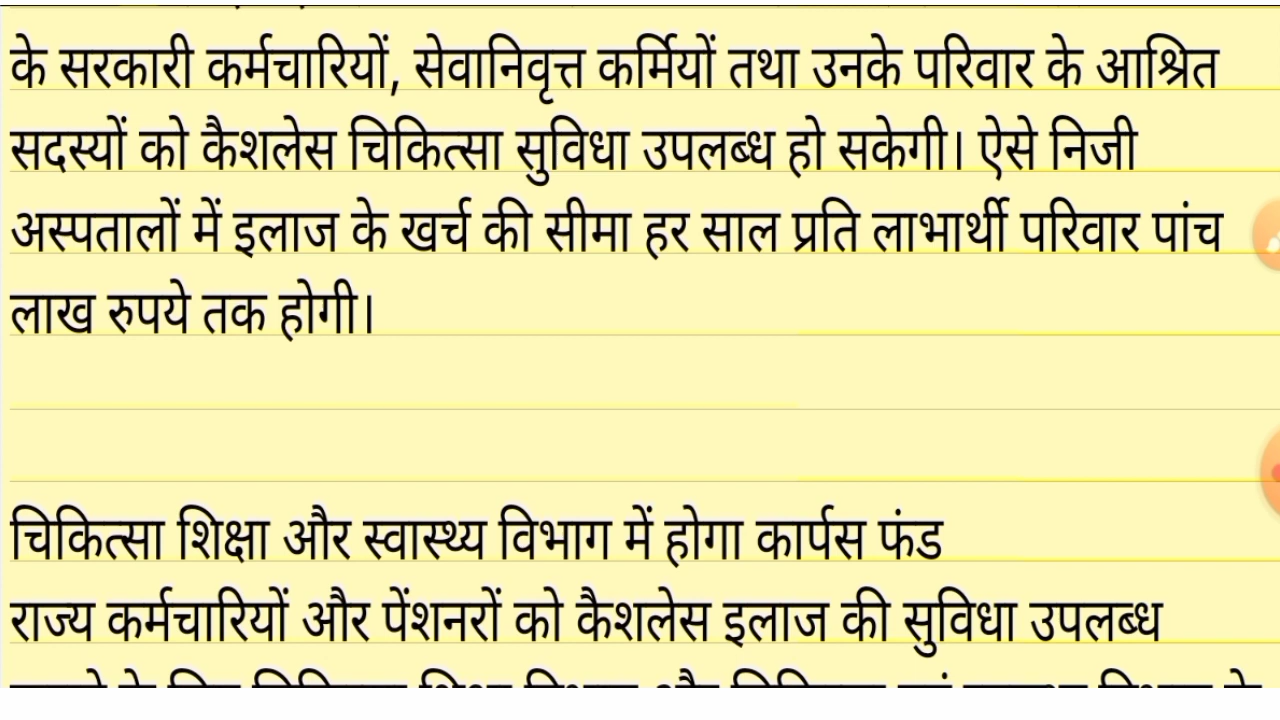 के सरकारी कर्मचारियों, सेवानिवृत्त कर्मियों तथा उनके परिवार के आश्रित
सदस्यों को कैशलेस चिकित्सा सुविधा उपलब्ध हो सकेगी। ऐसे निजी
अस्पतालों में इलाज के खर्च की सीमा हर साल प्रति लाभार्थी परिवार पांच
लाख रुपये तक होगी।
चिकित्सा शिक्षा और स्वास्थ्य विभाग में होगा कार्पस फंड
राज्य कर्मचारियों और पेंशनरों को कैशलेस इलाज की सुविधा उपलब्ध